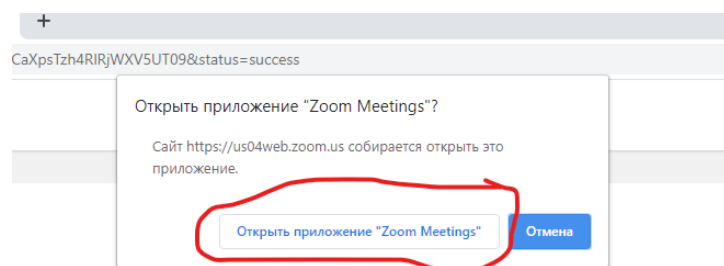 +
CaXpsTzh4RlRjWXV5UT09&status=success
Открыть приложение "Zoom Meetings"?
Сайт https://us04web.zoom.us собирается открыть это
приложение.
Открыть приложение "Zoom Meetings"
Отмена